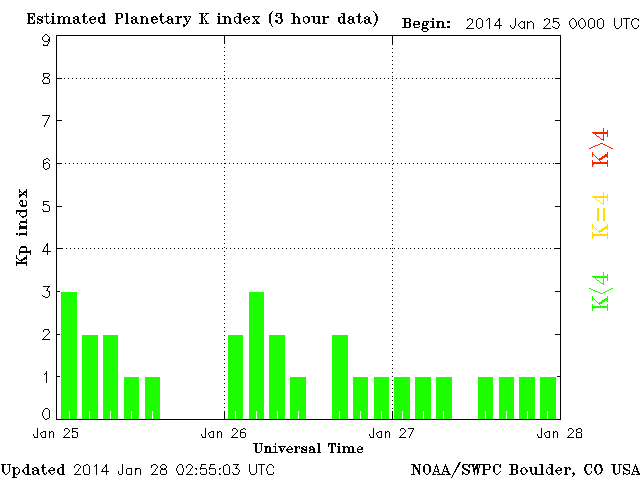 Estimated Planetary K index (3 hour data) Begin: 2014 Jan 25 0000 UTC
9
8
7
6
5
4
3
2
1
0
Kp index
K>4
K=4
K<4
Jan 25 Jan 26 Jan 27 Jan 28
Universal Time
Updated 2014 Jan 28 02:55:03 UTC NOAA/SWPC Boulder, CO USA